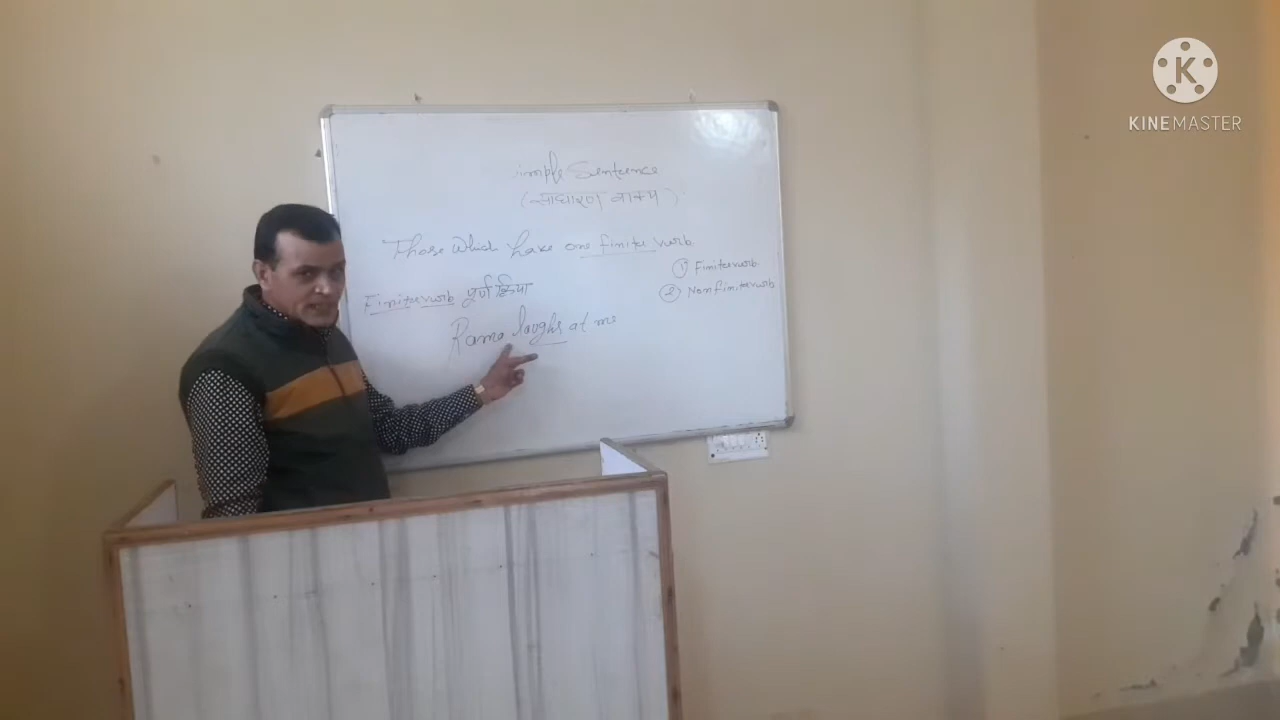 Simple Sentence
(साधारण वाक्य)
Those which have one finite verb.
① Finite verb.
② Non finite verb
Finite verb पूर्ण क्रिया
Rama laughs at me
K
KINEMASTER